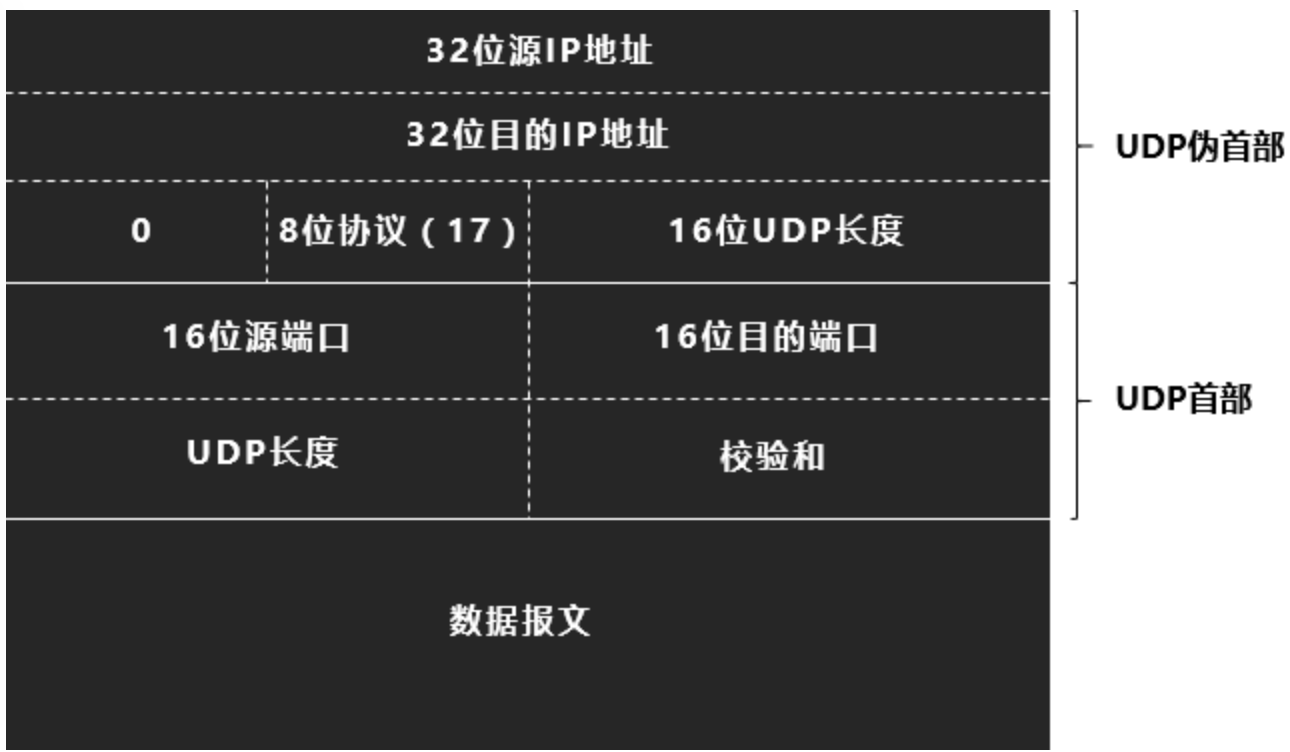 32位源IP地址
32位目的IP地址
UDP伪首部
0 8位协议（17） 16位UDP长度
16位源端口 16位目的端口
UDP首部
UDP长度 校验和
数据报文